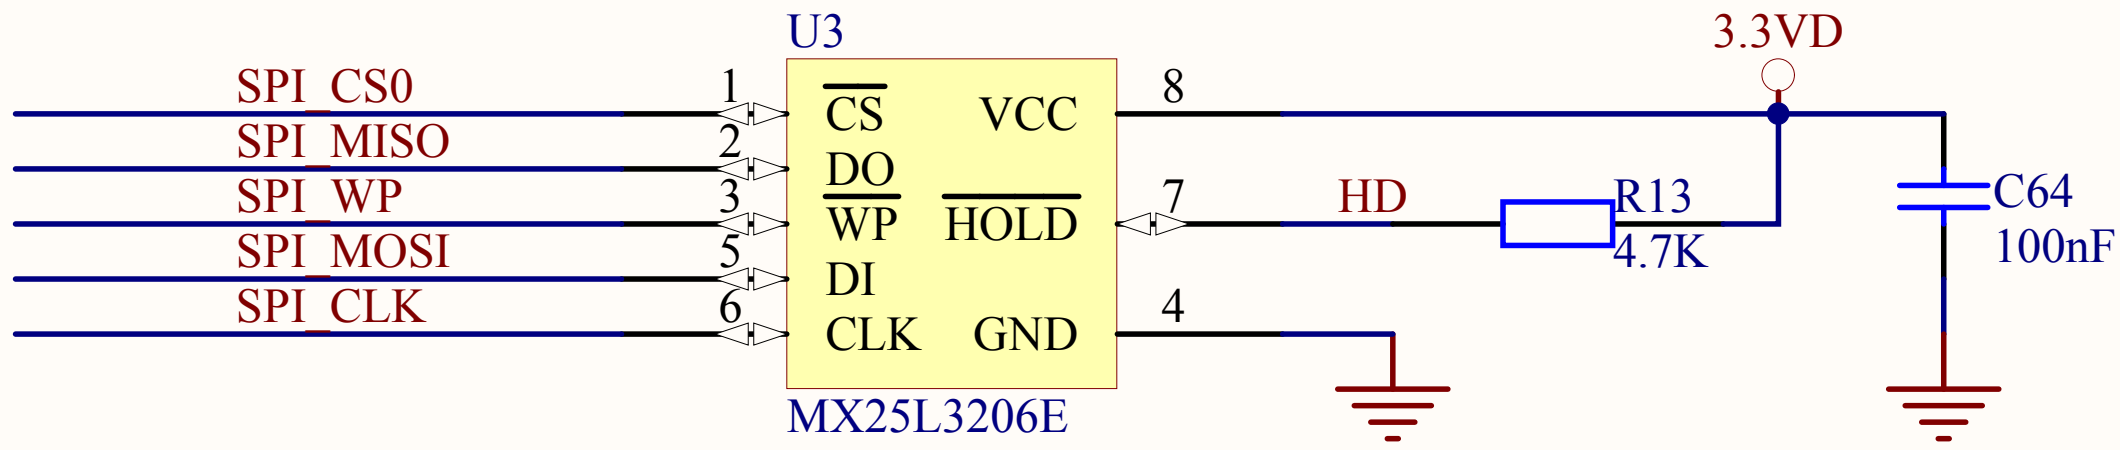 U3
3.3VD
SPI_CS0 1 CS VCC 8
SPI_MISO 2 DO
SPI_WP 3 WP HOLD 7 HD R13
4.7K
C64
100nF
SPI_MOSI 5 DI
SPI_CLK 6 CLK GND 4
MX25L3206E